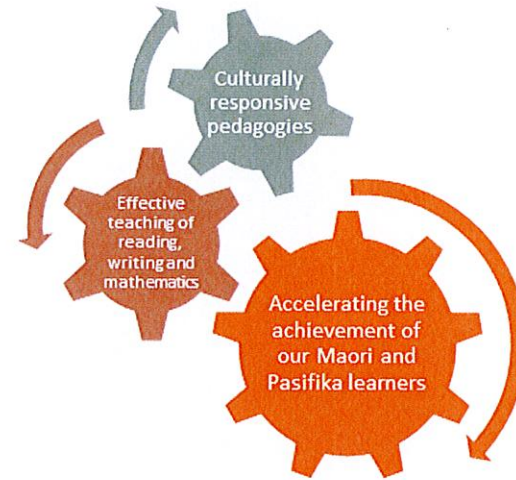 Culturally
responsive
pedagogies
Effective
teaching of
reading,
writing and
mathematics
Accelerating the
achievement of
our Maori and
Pasifika learners